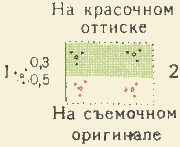 На красочном
оттиске
1 0,3
0,5
2
На съемочном
оригинале